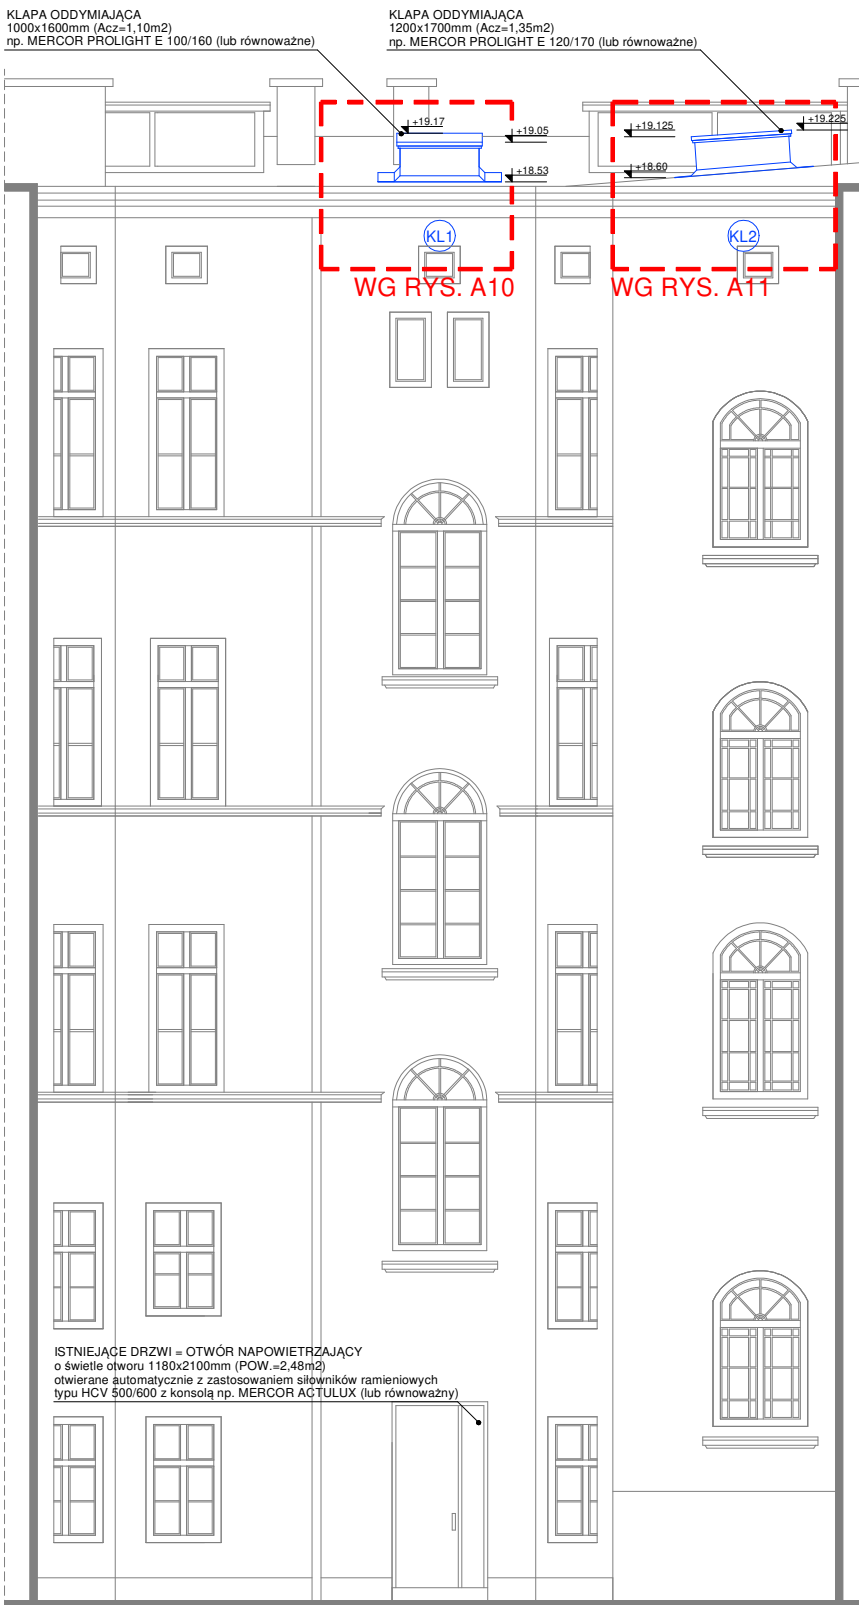 KLAPA ODDYMIAJĄCA
1000x1600mm (Acz=1,10m2)
np. MERCOR PROLIGHT E 100/160 (lub równoważne)
KLAPA ODDYMIAJĄCA
1200x1700mm (Acz=1,35m2)
np. MERCOR PROLIGHT E 120/170 (lub równoważne)
+19.17
+19.05
+18.53
+19.125
+19.225
+18.60
KL1
KL2
WG RYS. A10
WG RYS. A11
ISTNIEJĄCE DRZWI = OTWÓR NAPOWIETRZAJĄCY
o świetle otworu 1180x2100mm (POW.=2,48m2)
otwierane automatycznie z zastosowaniem siłowników ramieniowych
typu HCV 500/600 z konsolą np. MERCOR ACTULUX (lub równoważny)